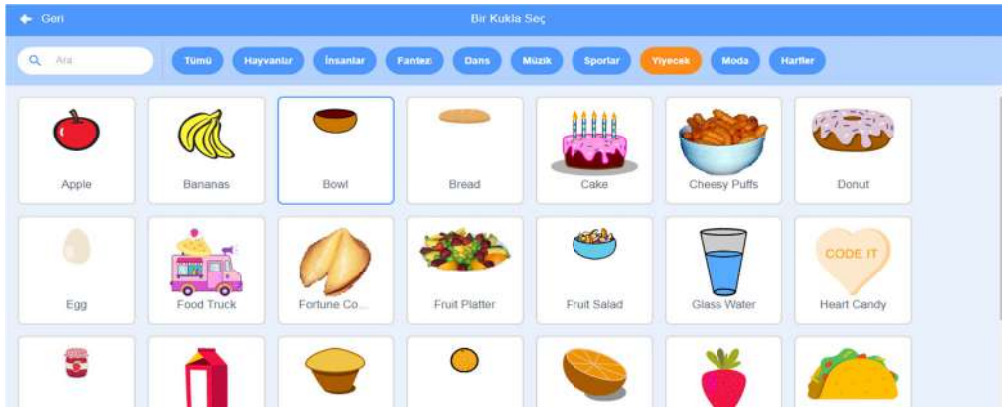 Geri
Bir Kukla Seç
Ara
Tümü Hayvanlar İnsanlar Fantezi Dans Müzik Sporlar Yiyecek Moda Harfler
Apple Bananas Bowl Bread Cake Cheesy Puffs Donut
CODE IT
Egg Food Truck Fortune Co... Fruit Platter Fruit Salad Glass Water Heart Candy